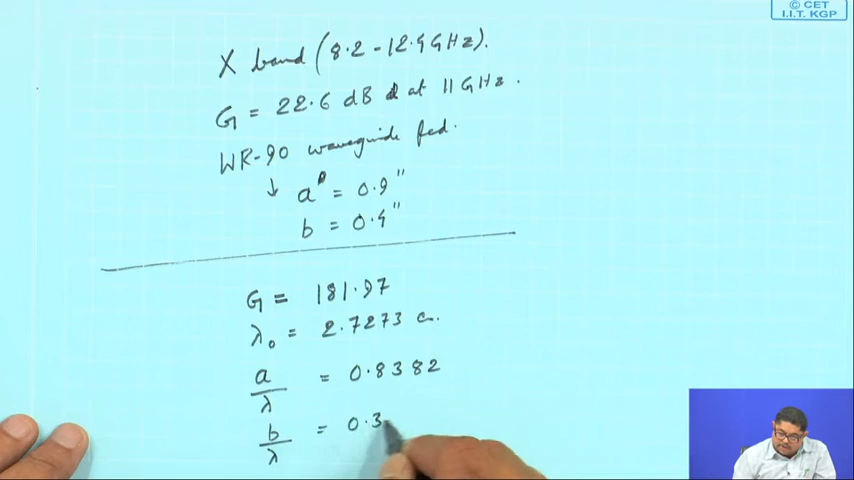 © CET
I.I.T. KGP
X band (8.2 - 12.4 GHz).
G = 22.6 dB at 11 GHz.
WR-90 waveguide fed.
↓ a = 0.9"
b = 0.4"
G = 181.97
λ₀ = 2.7273 c.
a/λ = 0.8382
b/λ = 0.3